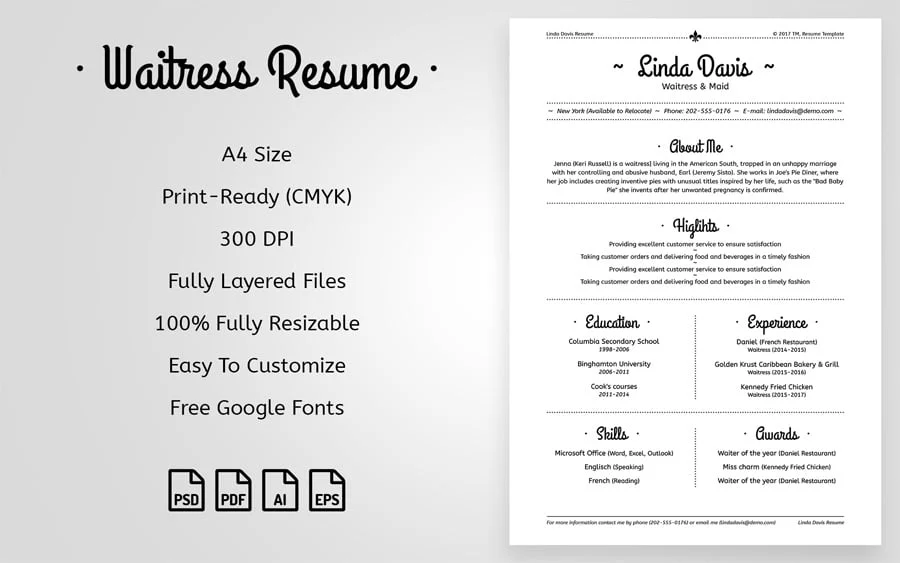 · Waitress Resume ·
A4 Size
Print-Ready (CMYK)
300 DPI
Fully Layered Files
100% Fully Resizable
Easy To Customize
Free Google Fonts
PSD PDF AI EPS
Linda Davis Resume © 2017 TM, Resume Template
~ Linda Davis ~
Waitress & Maid
~ New York (Available to Relocate) ~ Phone: 202-555-0176 ~ E-mail: lindadavis@demo.com ~
· About Me ·
Jenna (Keri Russell) is a waitress] living in the American South, trapped in an unhappy marriage
with her controlling and abusive husband, Earl (Jeremy Sisto). She works in Joe's Pie Diner, where
her job includes creating inventive pies with unusual titles inspired by her life, such as the "Bad Baby
Pie" she invents after her unwanted pregnancy is confirmed.
· Higlihts ·
Providing excellent customer service to ensure satisfaction
~
Taking customer orders and delivering food and beverages in a timely fashion
~
Providing excellent customer service to ensure satisfaction
~
Taking customer orders and delivering food and beverages in a timely fashion
· Education ·
Columbia Secondary School
1998-2006
Binghamton University
2006-2011
Cook's courses
2011-2014
· Experience ·
Daniel (French Restaurant)
Waitress (2014-2015)
Golden Krust Caribbean Bakery & Grill
Waitress (2015-2016)
Kennedy Fried Chicken
Waitress (2015-2017)
· Skills ·
Microsoft Office (Word, Excel, Outlook)
Englisch (Speaking)
French (Reading)
· Awards ·
Waiter of the year (Daniel Restaurant)
Miss charm (Kennedy Fried Chicken)
Waiter of the year (Daniel Restaurant)
For more information contact me by phone (202-555-0176) or email me (lindadavis@demo.com) Linda Davis Resume